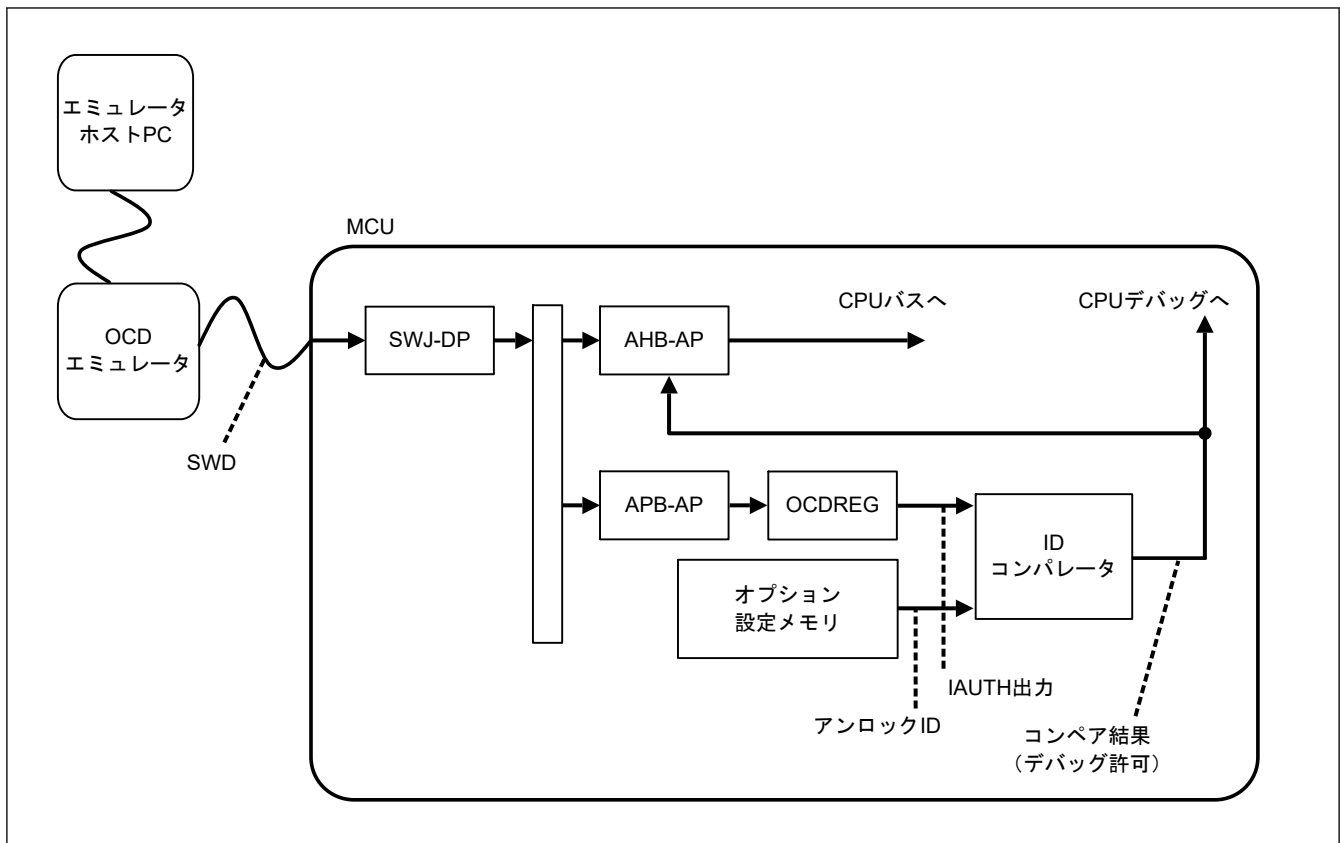 エミュレータ
ホストPC
MCU
OCD
エミュレータ
SWD
SWJ-DP
AHB-AP
CPUバスへ
CPUデバッグへ
APB-AP
OCDREG
ID
コンパレータ
オプション
設定メモリ
IAUTH出力
アンロックID
コンペア結果
（デバッグ許可）